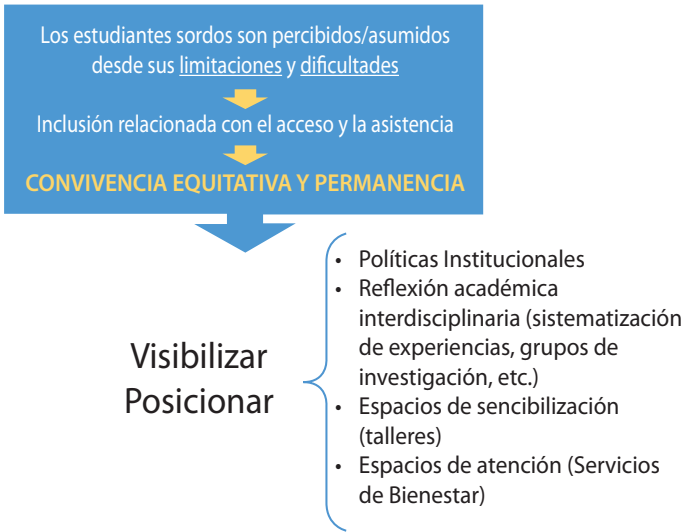 Los estudiantes sordos son percibidos/asumidos
desde sus limitaciones y dificultades
Inclusión relacionada con el acceso y la asistencia
CONVIVENCIA EQUITATIVA Y PERMANENCIA
Visibilizar
Posicionar
• Políticas Institucionales
• Reflexión académica
interdisciplinaria (sistematización
de experiencias, grupos de
investigación, etc.)
• Espacios de sencibilización
(talleres)
• Espacios de atención (Servicios
de Bienestar)